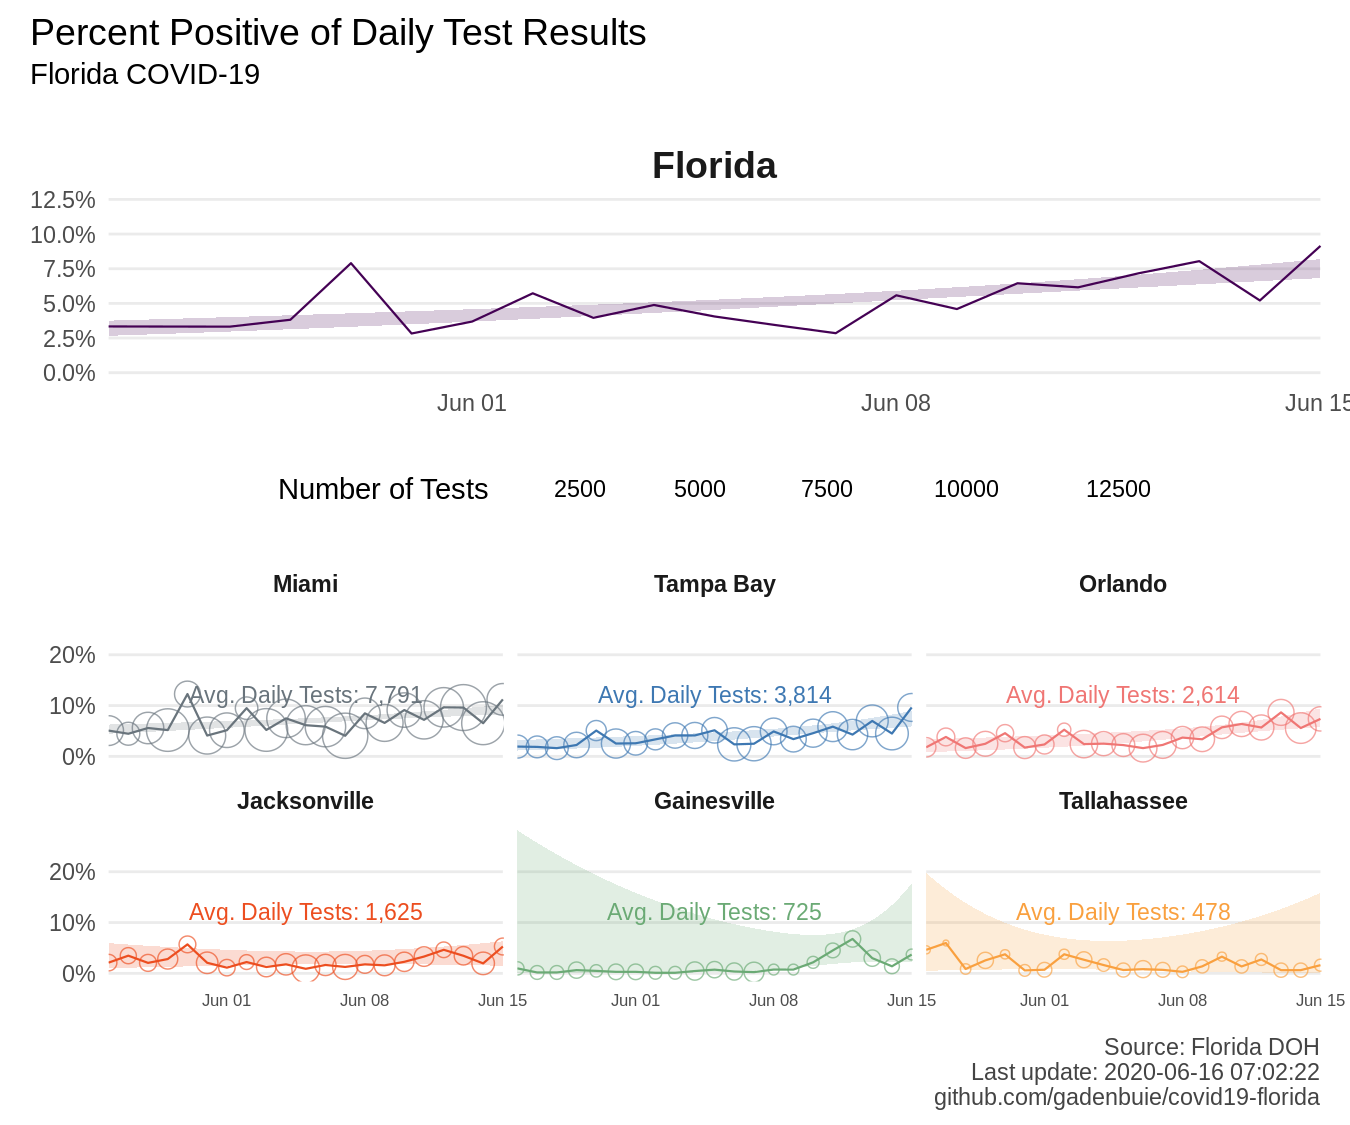 Percent Positive of Daily Test Results
Florida COVID-19
Florida
12.5%
10.0%
7.5%
5.0%
2.5%
0.0%
Jun 01 Jun 08 Jun 15
Number of Tests 2500 5000 7500 10000 12500
Miami Tampa Bay Orlando
20%
Avg. Daily Tests: 7,791 Avg. Daily Tests: 3,814 Avg. Daily Tests: 2,614
10%
0%
Jacksonville Gainesville Tallahassee
20%
Avg. Daily Tests: 1,625 Avg. Daily Tests: 725 Avg. Daily Tests: 478
10%
0%
Jun 01 Jun 08 Jun 15 Jun 01 Jun 08 Jun 15 Jun 01 Jun 08 Jun 15
Source: Florida DOH
Last update: 2020-06-16 07:02:22
github.com/gadenbuie/covid19-florida